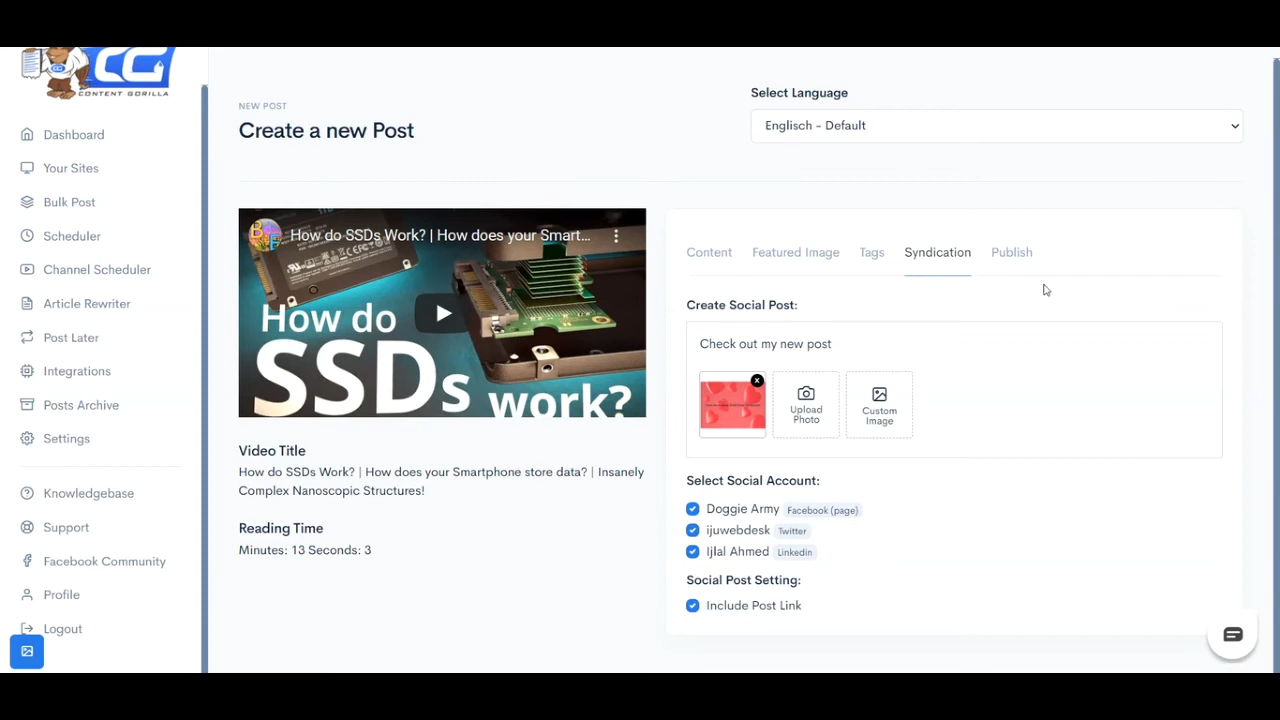 CG
CONTENT GORILLA
Dashboard
Your Sites
Bulk Post
Scheduler
Channel Scheduler
Article Rewriter
Post Later
Integrations
Posts Archive
Settings
Knowledgebase
Support
Facebook Community
Profile
Logout
NEW POST
Create a new Post
Select Language
Englisch - Default
How do SSDs Work? | How does your Smart...
How do
SSDs
work?
Video Title
How do SSDs Work? | How does your Smartphone store data? | Insanely
Complex Nanoscopic Structures!
Reading Time
Minutes: 13 Seconds: 3
Content
Featured Image
Tags
Syndication
Publish
Create Social Post:
Check out my new post
Upload
Photo
Custom
Image
Select Social Account:
Doggie Army Facebook (page)
ijuwebdesk Twitter
Ijlal Ahmed Linkedin
Social Post Setting:
Include Post Link